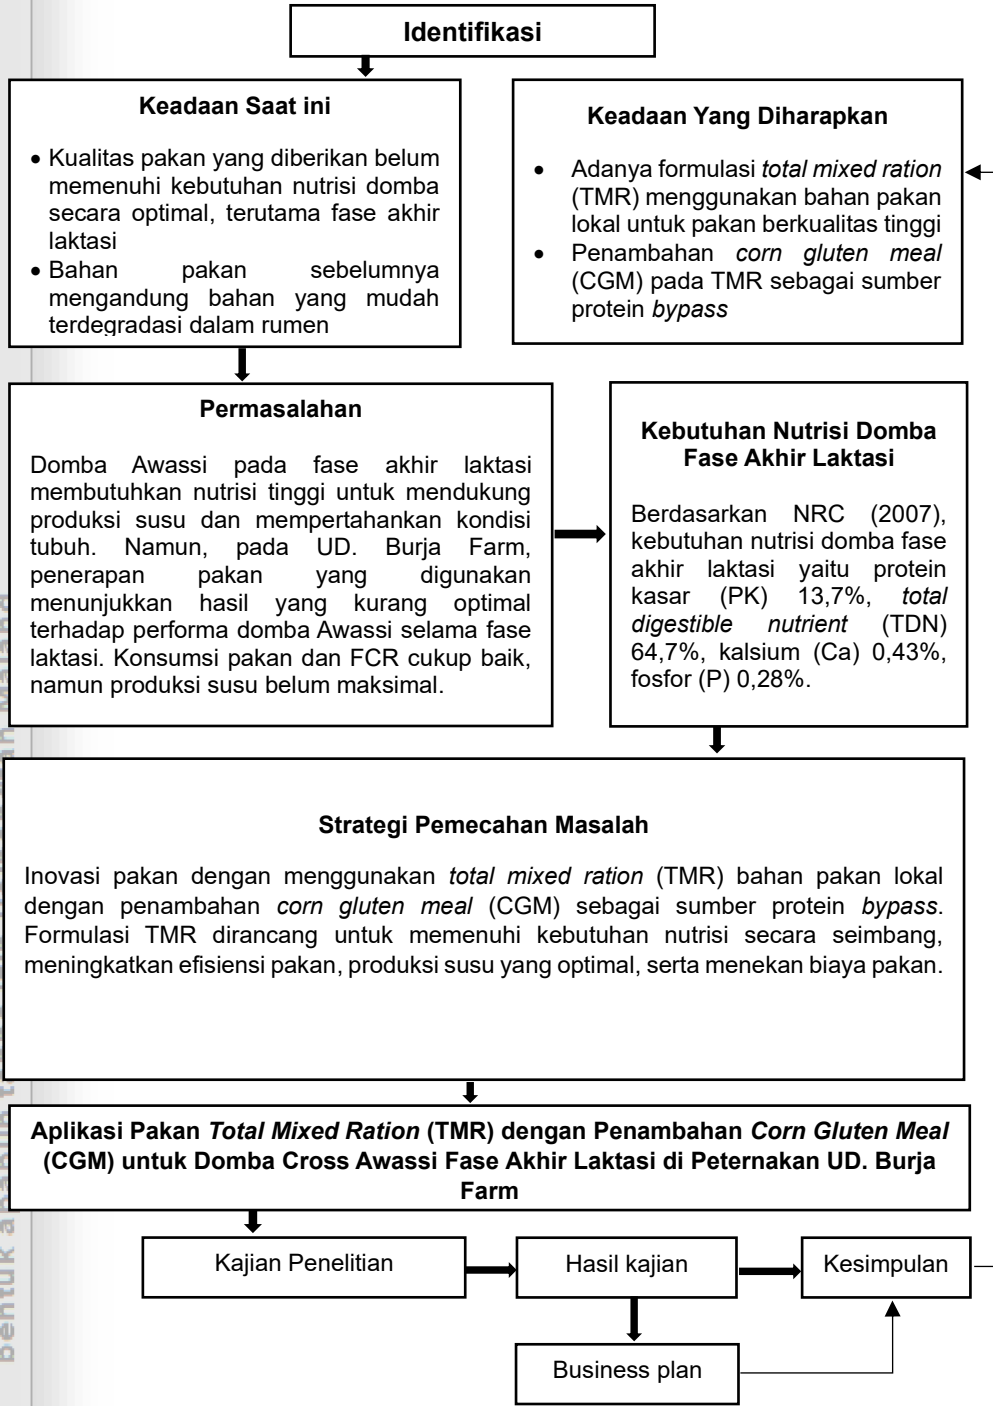 Identifikasi
Keadaan Saat ini
• Kualitas pakan yang diberikan belum
memenuhi kebutuhan nutrisi domba
secara optimal, terutama fase akhir
laktasi
• Bahan pakan sebelumnya
mengandung bahan yang mudah
terdegradasi dalam rumen
Keadaan Yang Diharapkan
• Adanya formulasi total mixed ration
(TMR) menggunakan bahan pakan
lokal untuk pakan berkualitas tinggi
• Penambahan corn gluten meal
(CGM) pada TMR sebagai sumber
protein bypass
Permasalahan
Domba Awassi pada fase akhir laktasi
membutuhkan nutrisi tinggi untuk mendukung
produksi susu dan mempertahankan kondisi
tubuh. Namun, pada UD. Burja Farm,
penerapan pakan yang digunakan
menunjukkan hasil yang kurang optimal
terhadap performa domba Awassi selama fase
laktasi. Konsumsi pakan dan FCR cukup baik,
namun produksi susu belum maksimal.
Kebutuhan Nutrisi Domba
Fase Akhir Laktasi
Berdasarkan NRC (2007),
kebutuhan nutrisi domba fase
akhir laktasi yaitu protein
kasar (PK) 13,7%, total
digestible nutrient (TDN)
64,7%, kalsium (Ca) 0,43%,
fosfor (P) 0,28%.
Strategi Pemecahan Masalah
Inovasi pakan dengan menggunakan total mixed ration (TMR) bahan pakan lokal
dengan penambahan corn gluten meal (CGM) sebagai sumber protein bypass.
Formulasi TMR dirancang untuk memenuhi kebutuhan nutrisi secara seimbang,
meningkatkan efisiensi pakan, produksi susu yang optimal, serta menekan biaya pakan.
Aplikasi Pakan Total Mixed Ration (TMR) dengan Penambahan Corn Gluten Meal
(CGM) untuk Domba Cross Awassi Fase Akhir Laktasi di Peternakan UD. Burja
Farm
Kajian Penelitian
Hasil kajian
Kesimpulan
Business plan
bentuk apapun
Malang